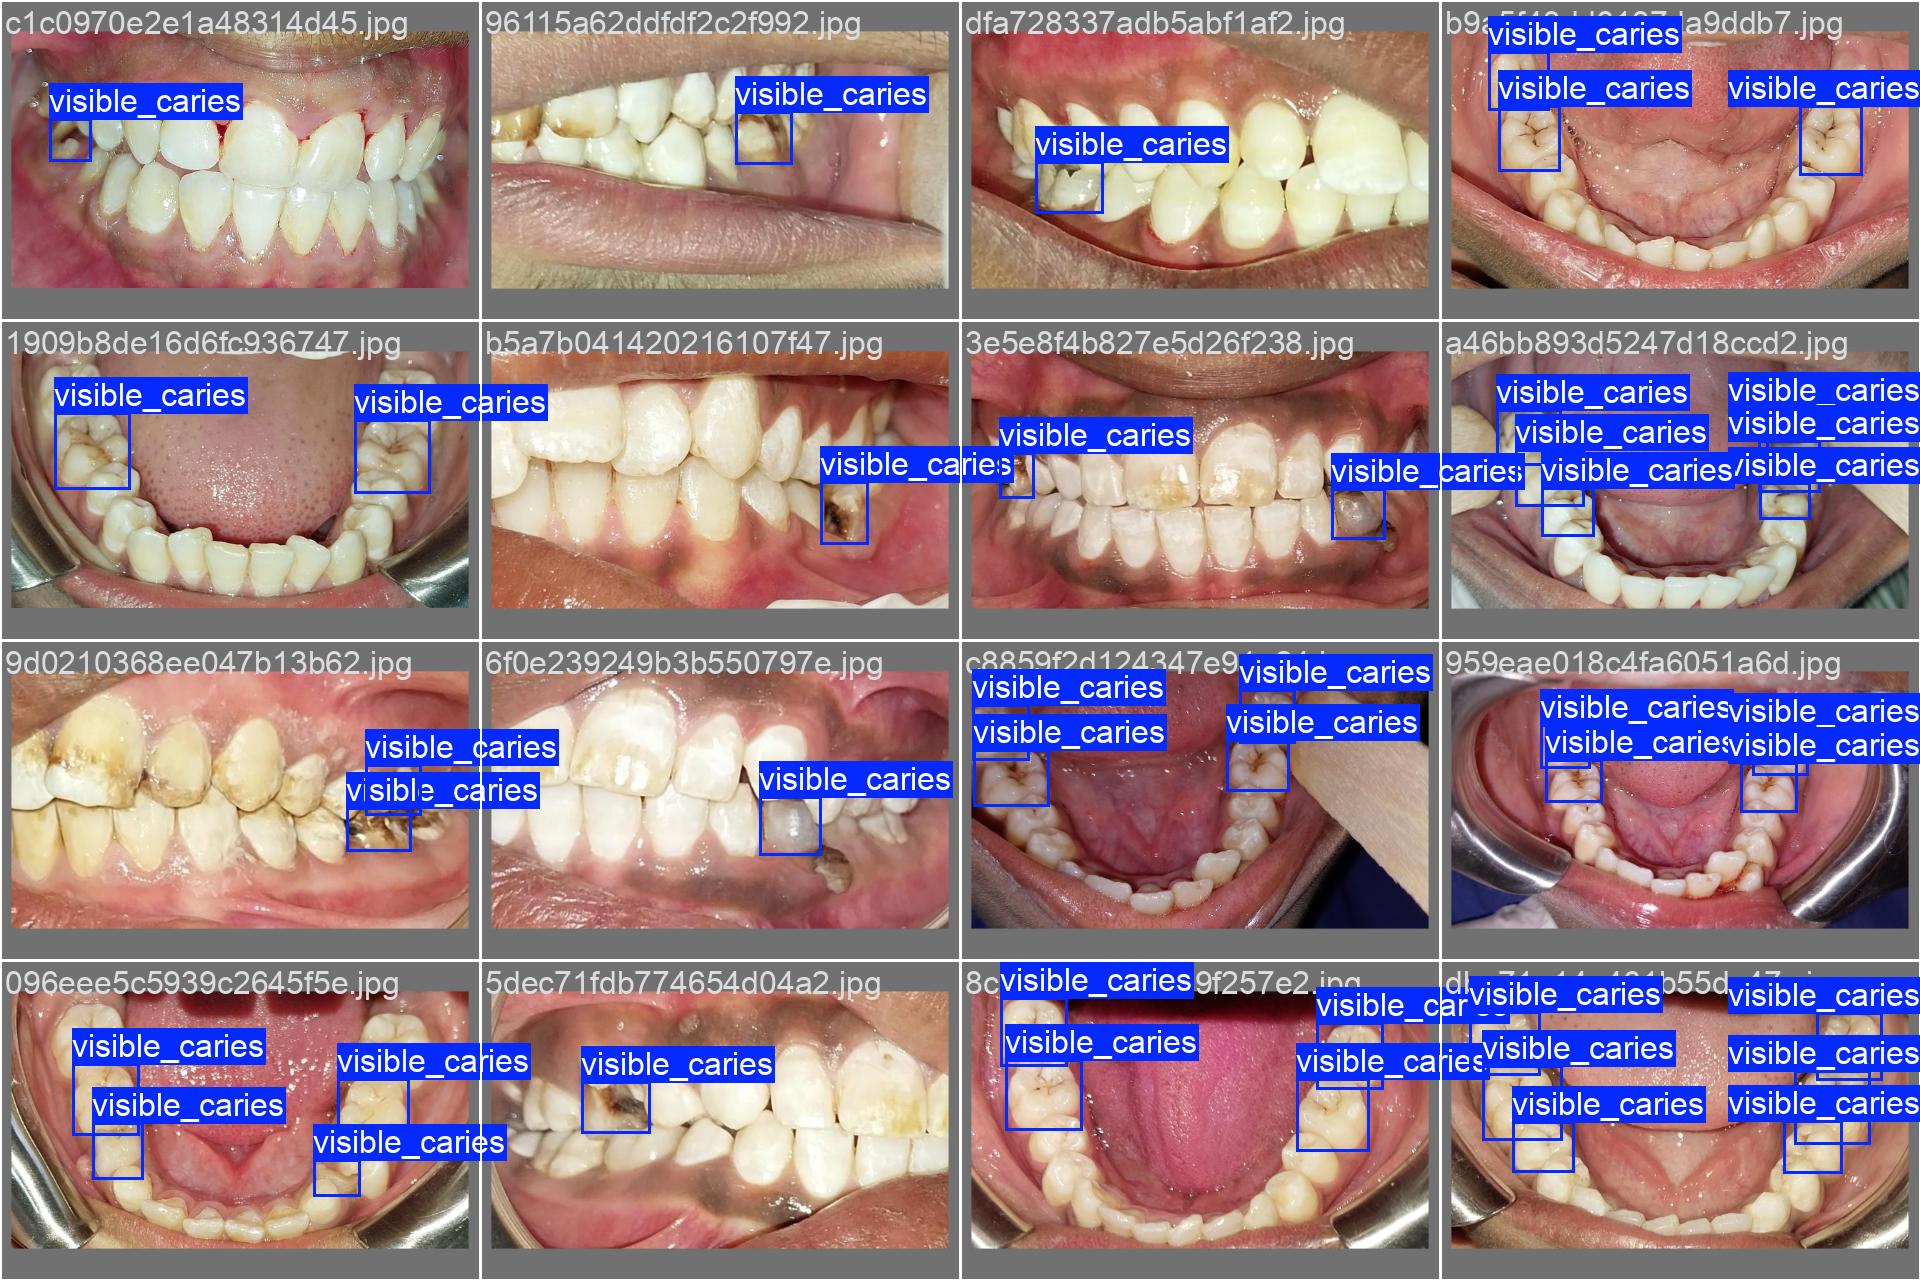 c1c0970e2e1a48314d45.jpg
visible_caries
96115a62ddfdf2c2f992.jpg
visible_caries
dfa728337adb5abf1af2.jpg
visible_caries
visible_caries
visible_caries
visible_caries
1909b8de16d6fc936747.jpg
visible_caries
visible_caries
b5a7b041420216107f47.jpg
visible_caries
3e5e8f4b827e5d26f238.jpg
visible_caries
visible_caries
a46bb893d5247d18ccd2.jpg
visible_caries
visible_caries
visible_caries
visible_caries
visible_caries
visible_caries
9d0210368ee047b13b62.jpg
visible_caries
visible_caries
6f0e239249b3b550797e.jpg
visible_caries
visible_caries
visible_caries
visible_caries
visible_caries
959eae018c4fa6051a6d.jpg
visible_caries
visible_caries
visible_caries
visible_caries
096eee5c5939c2645f5e.jpg
visible_caries
visible_caries
visible_caries
visible_caries
5dec71fdb774654d04a2.jpg
visible_caries
visible_caries
visible_caries
visible_caries
visible_caries
visible_caries
visible_caries
visible_caries
visible_caries
visible_caries
visible_caries